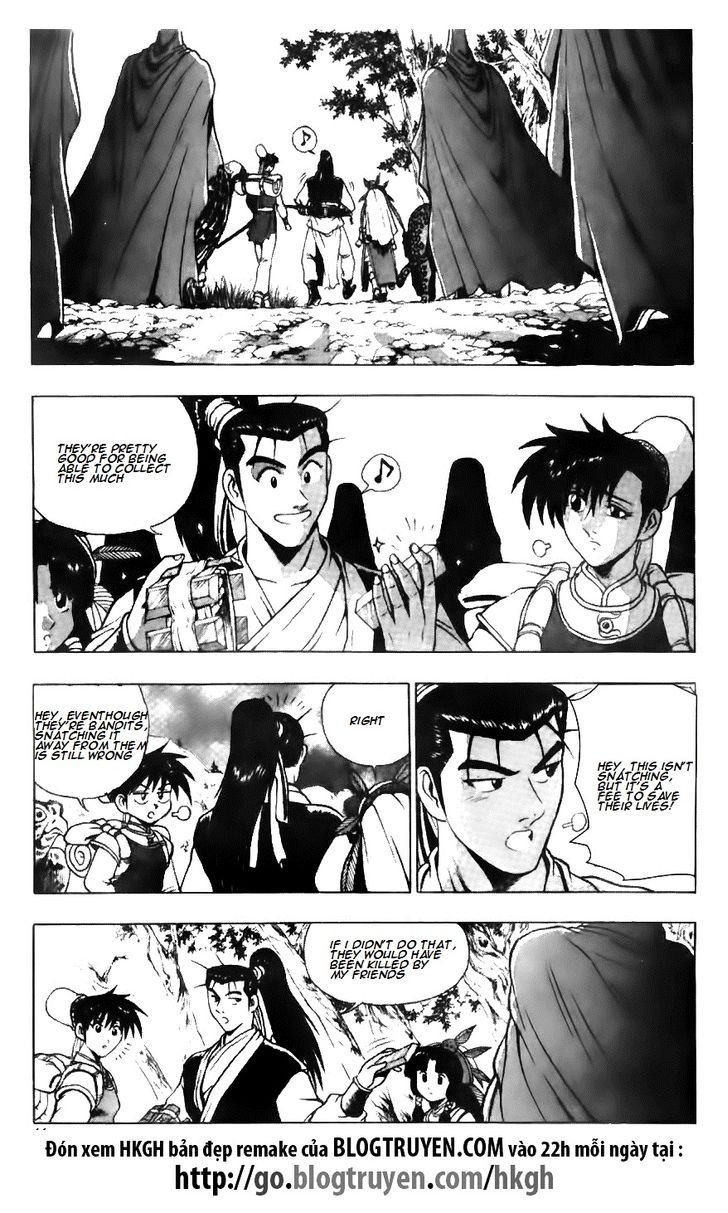 THEY'RE PRETTY
GOOD FOR BEING
ABLE TO COLLECT
THIS MUCH
HEY, EVENTHOUGH
THEY'RE BANDITS,
SNATCHING IT
AWAY FROM THEM
IS STILL WRONG
RIGHT
HEY, THIS ISN'T
SNATCHING,
BUT IT'S A
FEE TO SAVE
THEIR LIVES!
IF I DIDN'T DO THAT,
THEY WOULD HAVE
BEEN KILLED BY
MY FRIENDS
Đón xem HKGH bản đẹp remake của BLOGTRUYEN.COM vào 22h mỗi ngày tại :
http://go.blogtruyen.com/hkgh